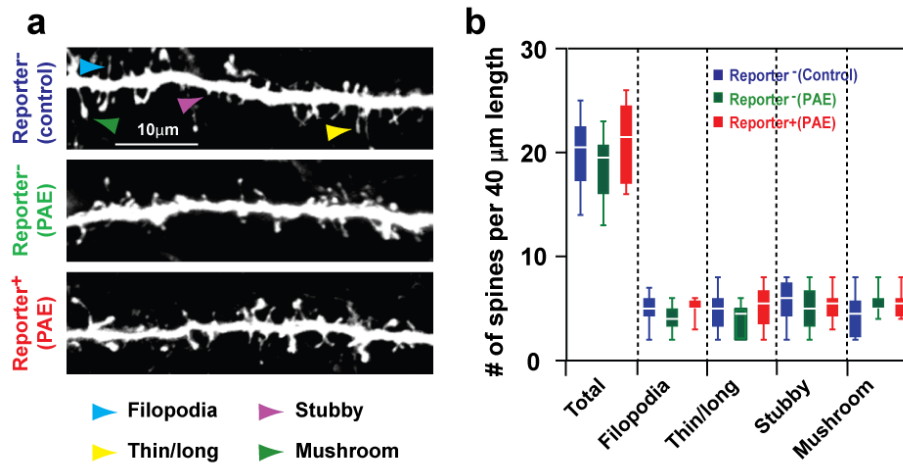 a
Reporter⁻
(control)
10μm
Reporter⁻
(PAE)
Reporter⁺
(PAE)
Filopodia
Stubby
Thin/long
Mushroom
b
# of spines per 40 μm length
30
20
10
0
Reporter⁻(Control)
Reporter⁻(PAE)
Reporter+(PAE)
Total
Filopodia
Thin/long
Stubby
Mushroom